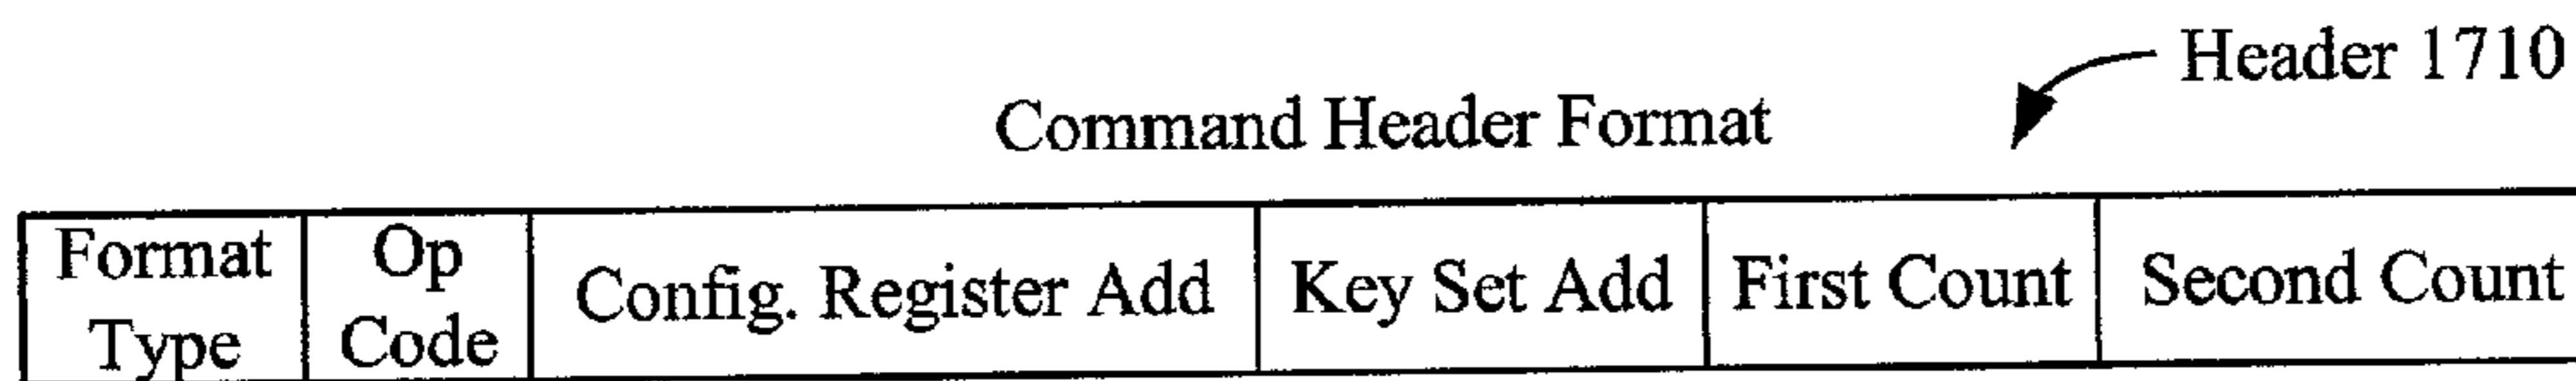 Header 1710
Command Header Format
Format Type
Op Code
Config. Register Add
Key Set Add
First Count
Second Count